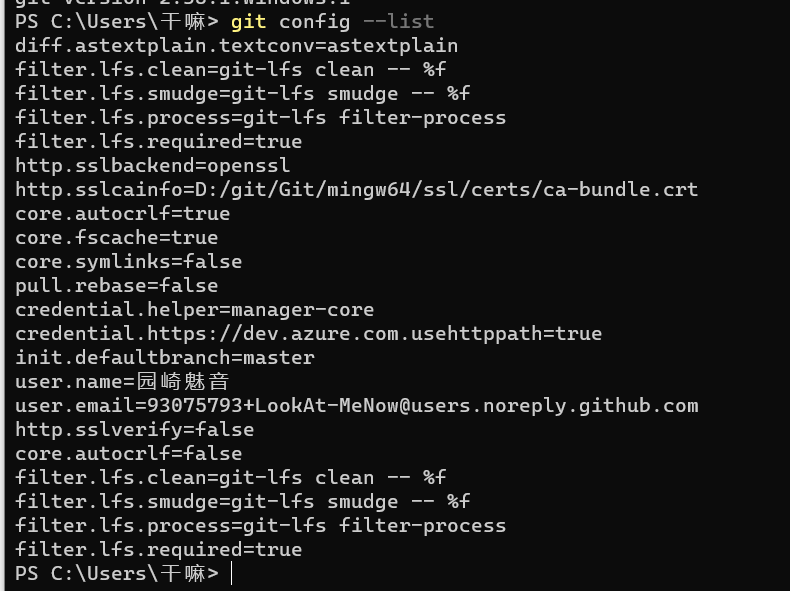 PS C:\Users\干嘛> git config --list
diff.astextplain.textconv=astextplain
filter.lfs.clean=git-lfs clean -- %f
filter.lfs.smudge=git-lfs smudge -- %f
filter.lfs.process=git-lfs filter-process
filter.lfs.required=true
http.sslbackend=openssl
http.sslcainfo=D:/git/Git/mingw64/ssl/certs/ca-bundle.crt
core.autocrlf=true
core.fscache=true
core.symlinks=false
pull.rebase=false
credential.helper=manager-core
credential.https://dev.azure.com.usehttppath=true
init.defaultbranch=master
user.name=园崎魅音
user.email=93075793+LookAt-MeNow@users.noreply.github.com
http.sslverify=false
core.autocrlf=false
filter.lfs.clean=git-lfs clean -- %f
filter.lfs.smudge=git-lfs smudge -- %f
filter.lfs.process=git-lfs filter-process
filter.lfs.required=true
PS C:\Users\干嘛>